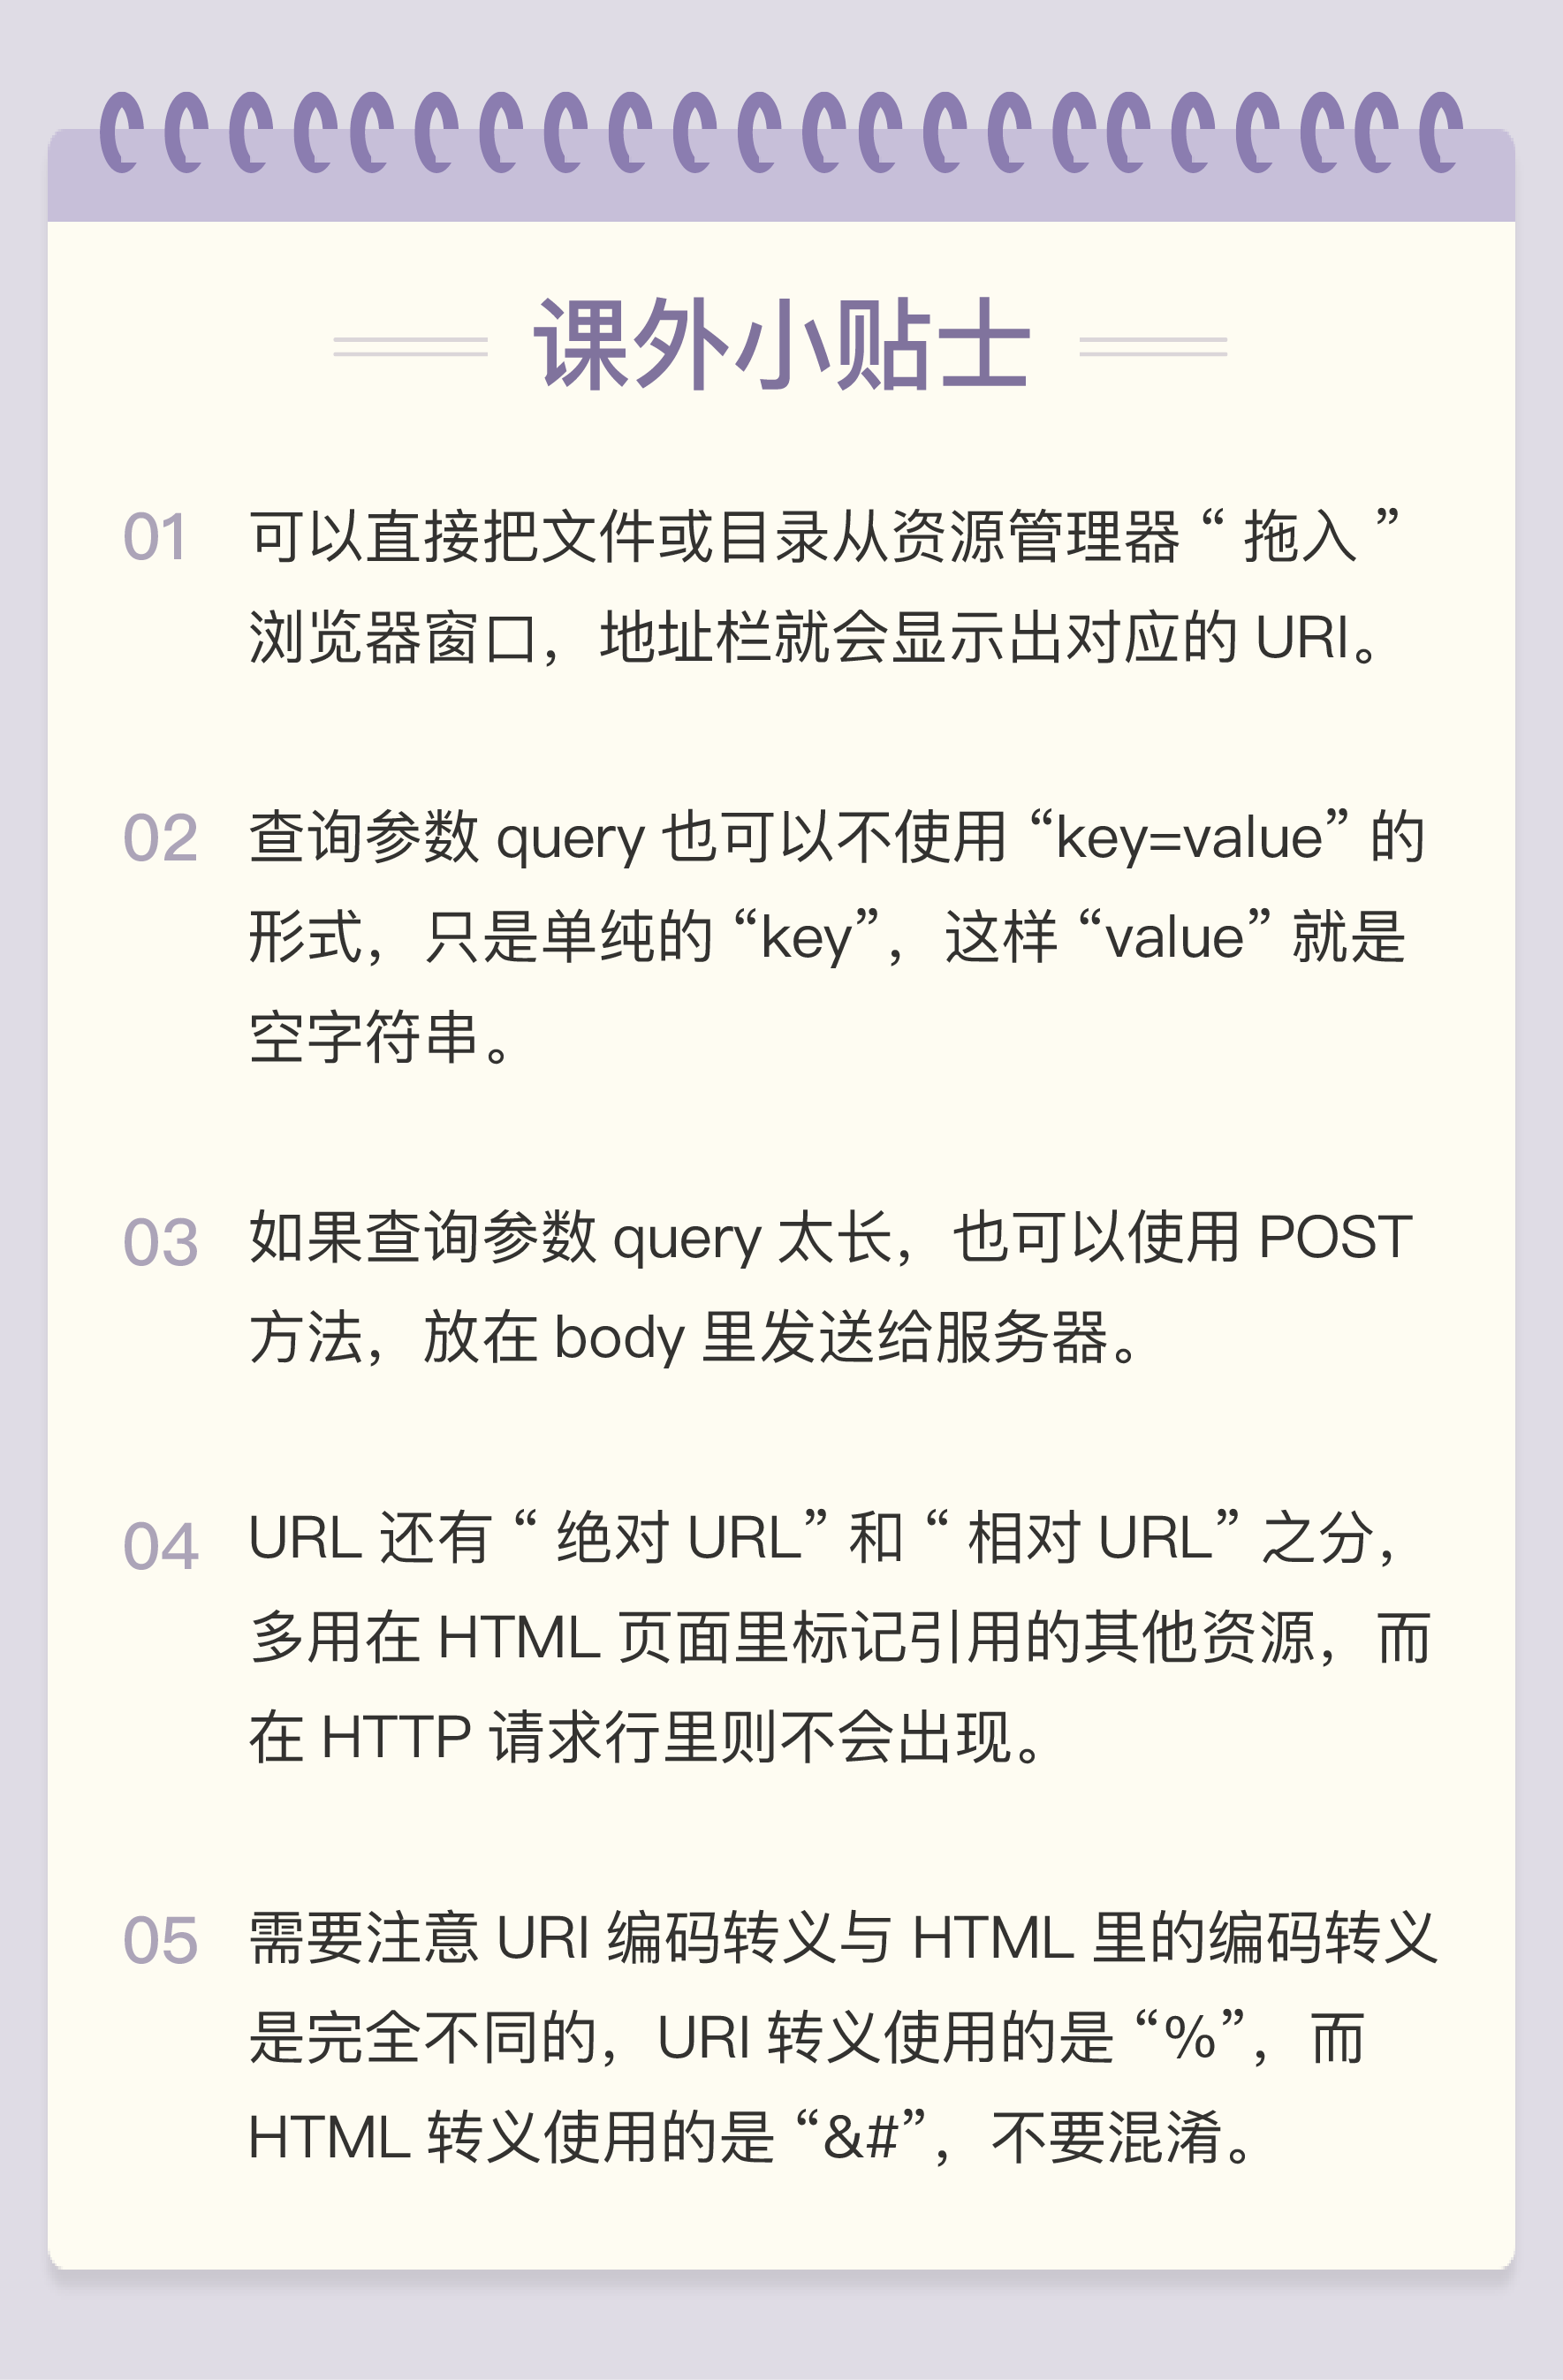 课外小贴士
01 可以直接把文件或目录从资源管理器 “ 拖入 ”
浏览器窗口，地址栏就会显示出对应的 URI。
02 查询参数 query 也可以不使用 “key=value” 的
形式，只是单纯的 “key”，这样 “value” 就是
空字符串。
03 如果查询参数 query 太长，也可以使用 POST
方法，放在 body 里发送给服务器。
04 URL 还有 “ 绝对 URL” 和 “ 相对 URL” 之分，
多用在 HTML 页面里标记引用的其他资源，而
在 HTTP 请求行里则不会出现。
05 需要注意 URI 编码转义与 HTML 里的编码转义
是完全不同的，URI 转义使用的是 “%”，而
HTML 转义使用的是 “&#”，不要混淆。